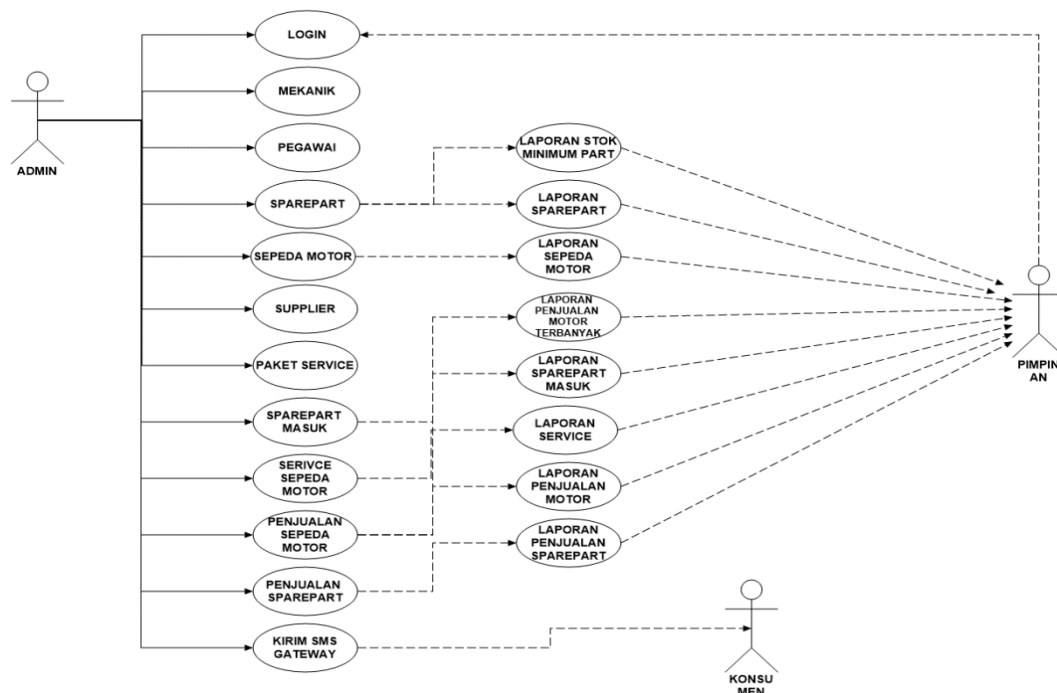 LOGIN
MEKANIK
PEGAWAI
SPAREPART
SEPEDA MOTOR
SUPPLIER
PAKET SERVICE
SPAREPART
MASUK
SERIVCE
SEPEDA
MOTOR
PENJUALAN
SEPEDA
MOTOR
PENJUALAN
SPAREPART
KIRIM SMS
GATEWAY
ADMIN
LAPORAN STOK
MINIMUM PART
LAPORAN
SPAREPART
LAPORAN
SEPEDA
MOTOR
LAPORAN
PENJUALAN
MOTOR
TERBANYAK
LAPORAN
SPAREPART
MASUK
LAPORAN
SERVICE
LAPORAN
PENJUALAN
MOTOR
LAPORAN
PENJUALAN
SPAREPART
PIMPIN
AN
KONSU
MEN